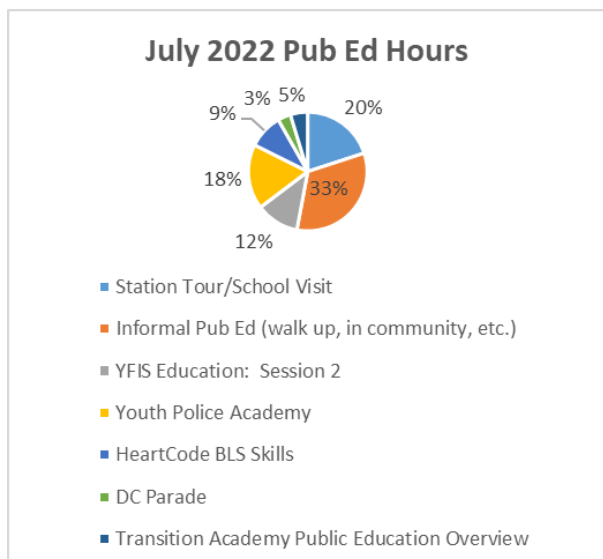 July 2022 Pub Ed Hours
3% 5%
9% 20%
18% 33%
12%
Station Tour/School Visit
Informal Pub Ed (walk up, in community, etc.)
YFIS Education:  Session 2
Youth Police Academy
HeartCode BLS Skills
DC Parade
Transition Academy Public Education Overview